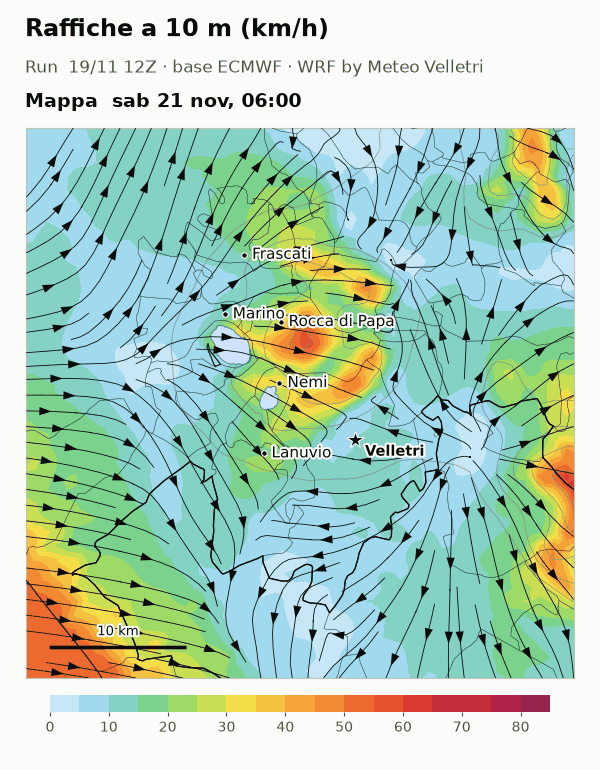 Raffiche a 10 m (km/h)
Run  19/11 12Z · base ECMWF · WRF by Meteo Velletri
Mappa  sab 21 nov, 06:00
Frascati
Marino
Rocca di Papa
Nemi
Velletri
Lanuvio
10 km
0 10 20 30 40 50 60 70 80